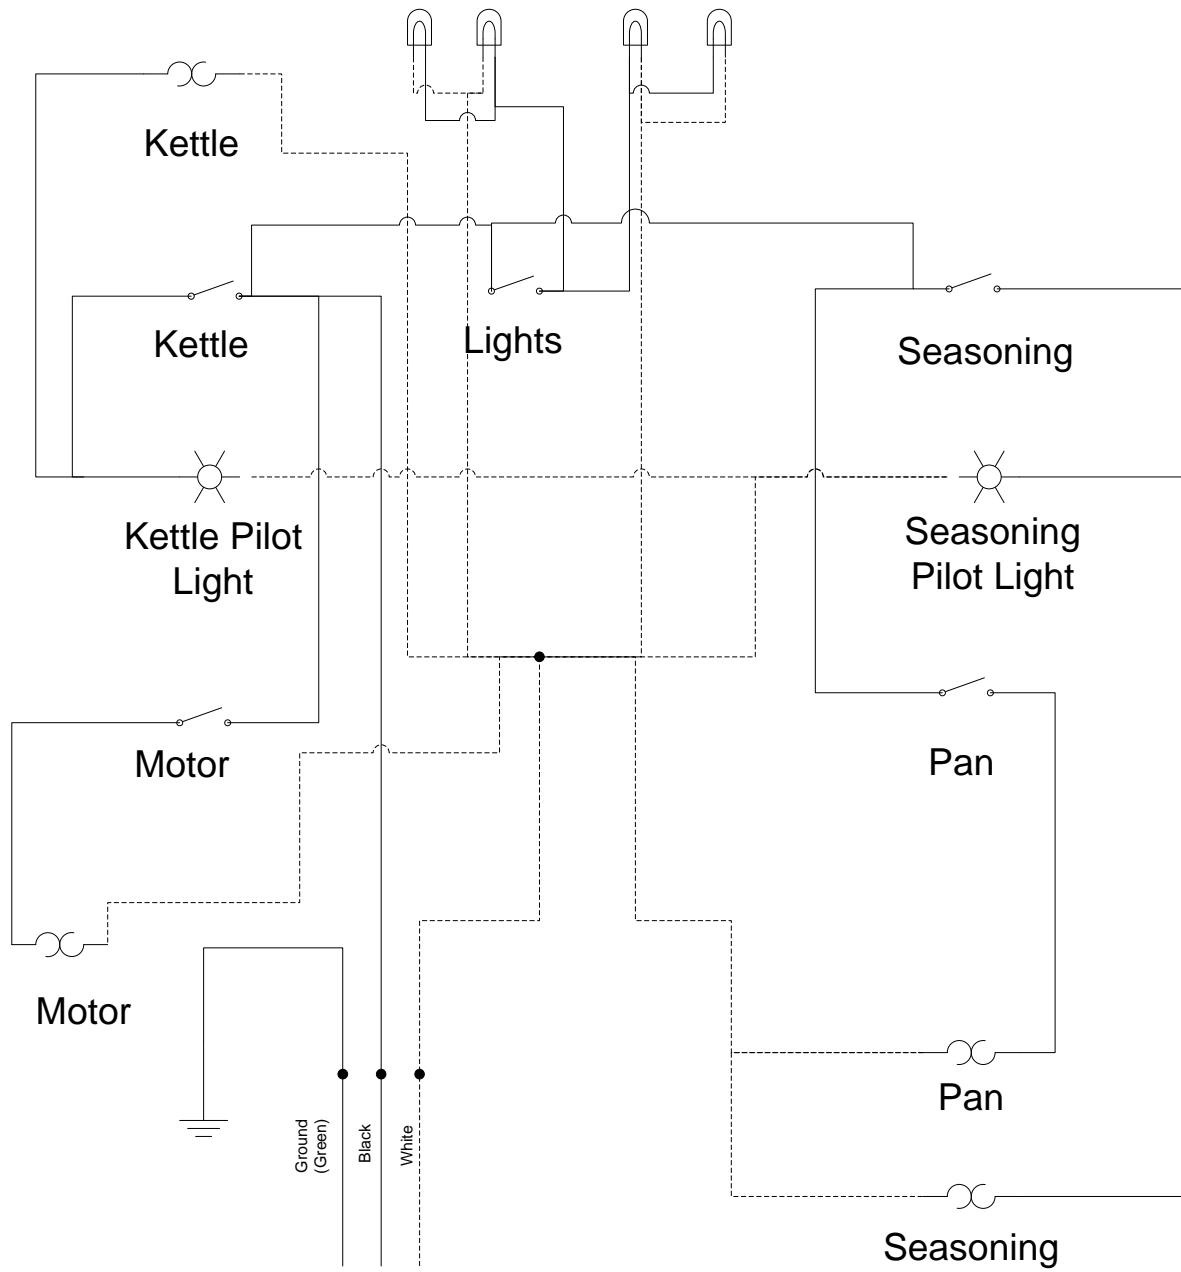 Kettle
Kettle
Lights
Seasoning
Kettle Pilot
Light
Seasoning
Pilot Light
Motor
Pan
Motor
Ground
(Green)
Black
White
Pan
Seasoning